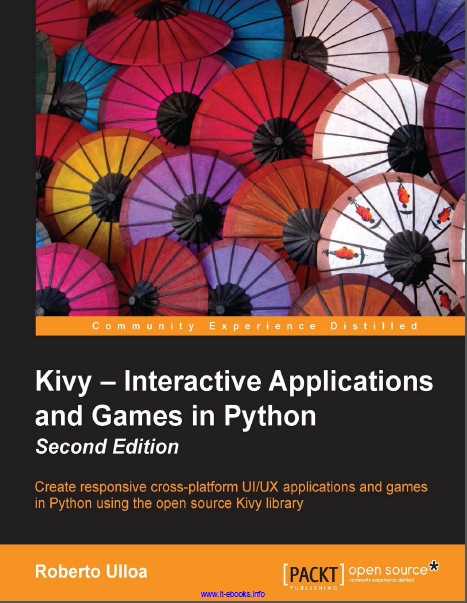 Community Experience Distilled
Kivy – Interactive Applications
and Games in Python
Second Edition
Create responsive cross-platform UI/UX applications and games
in Python using the open source Kivy library
Roberto Ulloa
[PACKT] open source*
PUBLISHING community experience distilled
www.it-ebooks.info